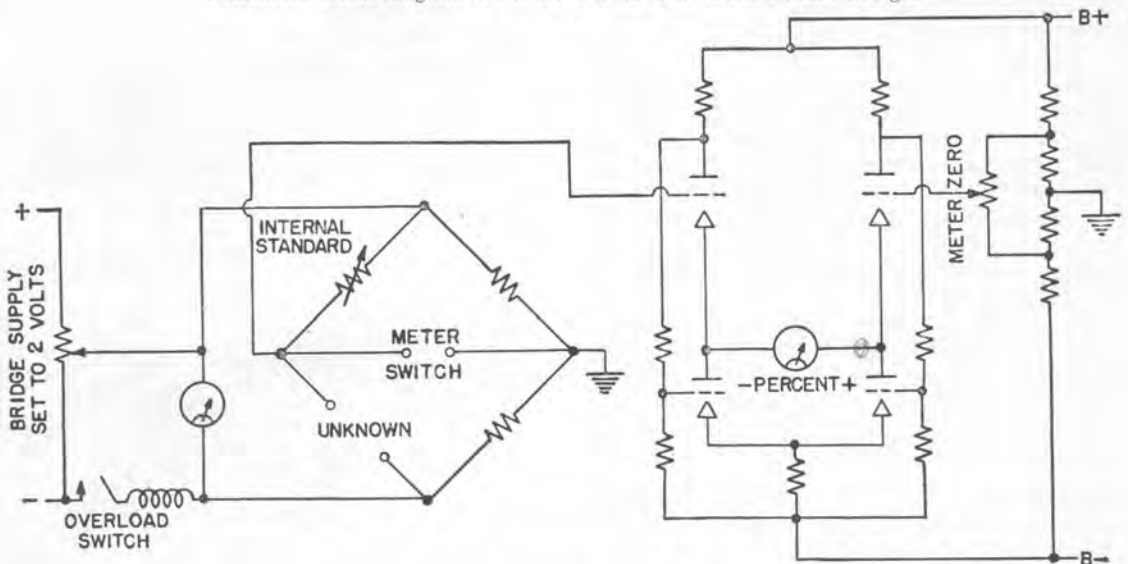 B+
METER ZERO
INTERNAL
STANDARD
+
BRIDGE SUPPLY
SET TO 2 VOLTS
METER
SWITCH
-PERCENT+
UNKNOWN
-
OVERLOAD
SWITCH
B-